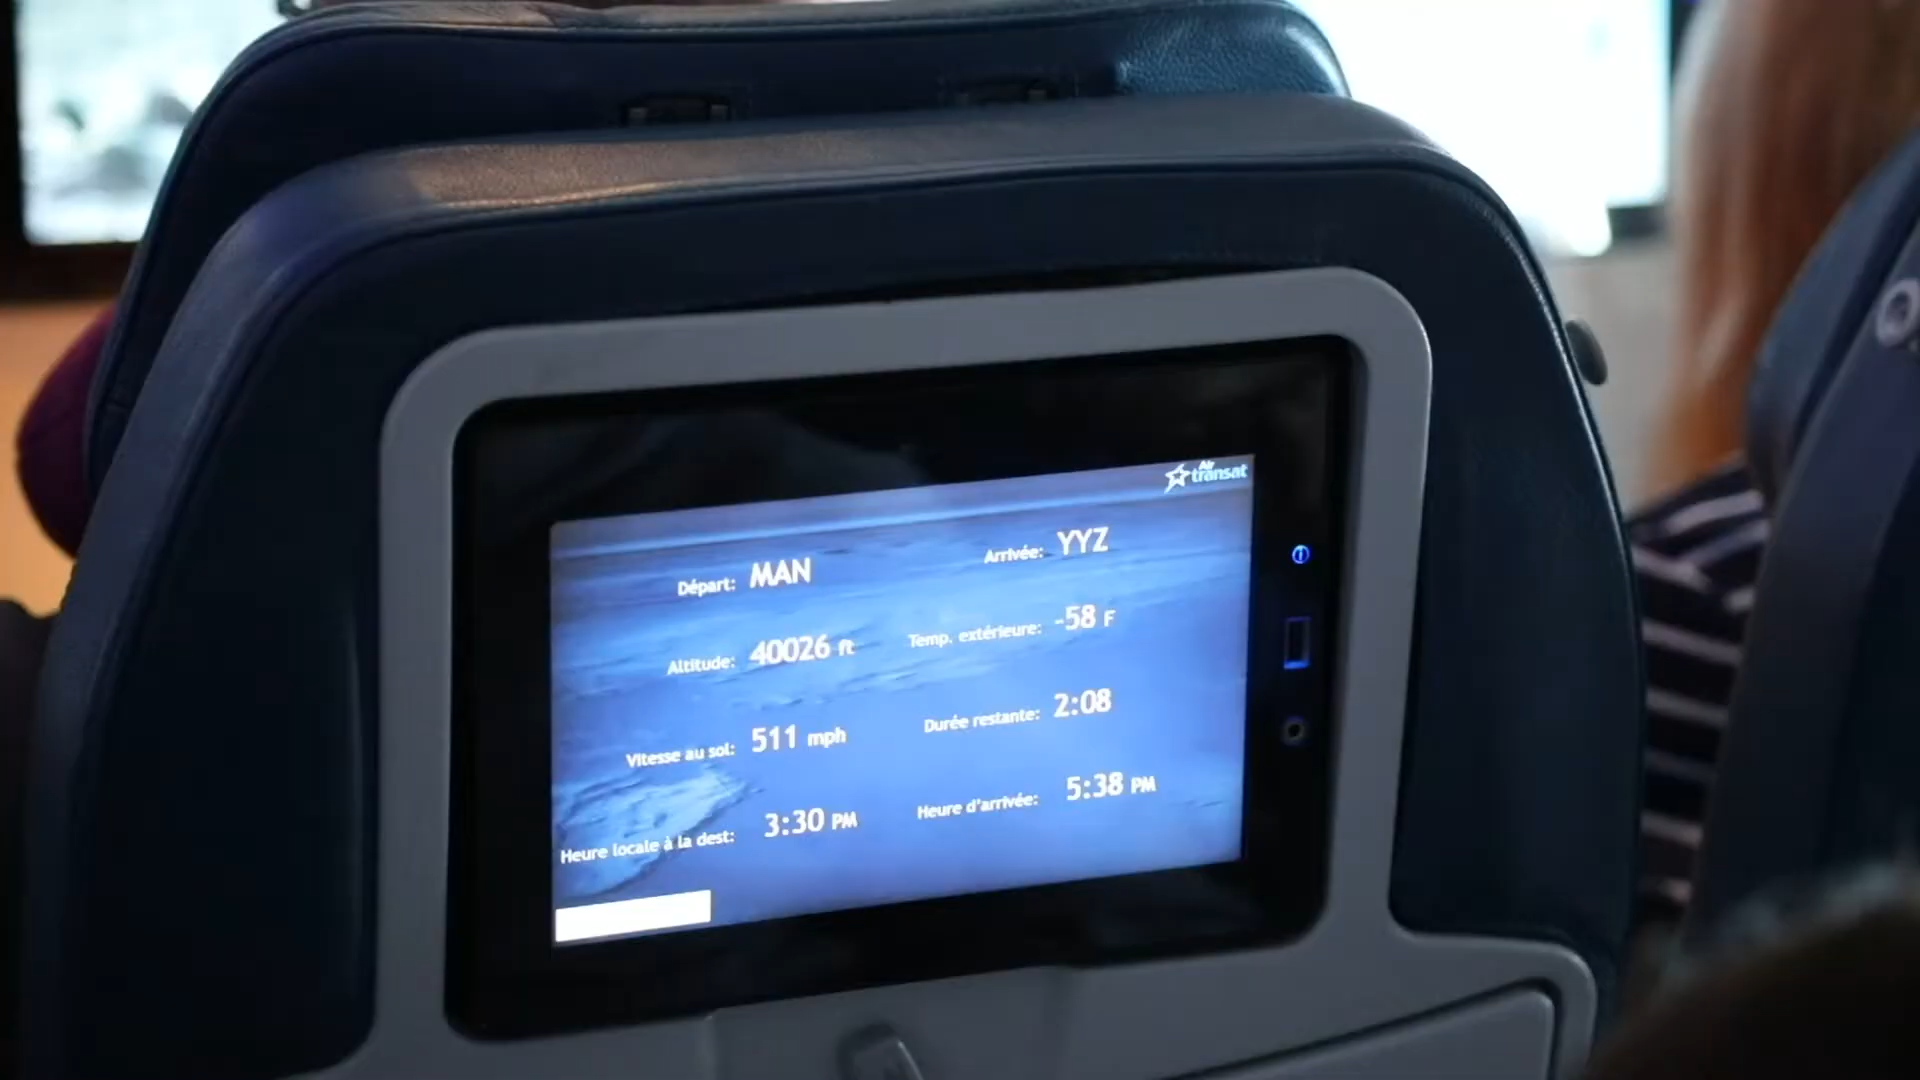 Air
transat
Départ: MAN
Arrivée: YYZ
Altitude: 40026 ft
Temp. extérieure: -58 F
Vitesse au sol: 511 mph
Durée restante: 2:08
Heure locale à la dest: 3:30 PM
Heure d'arrivée: 5:38 PM